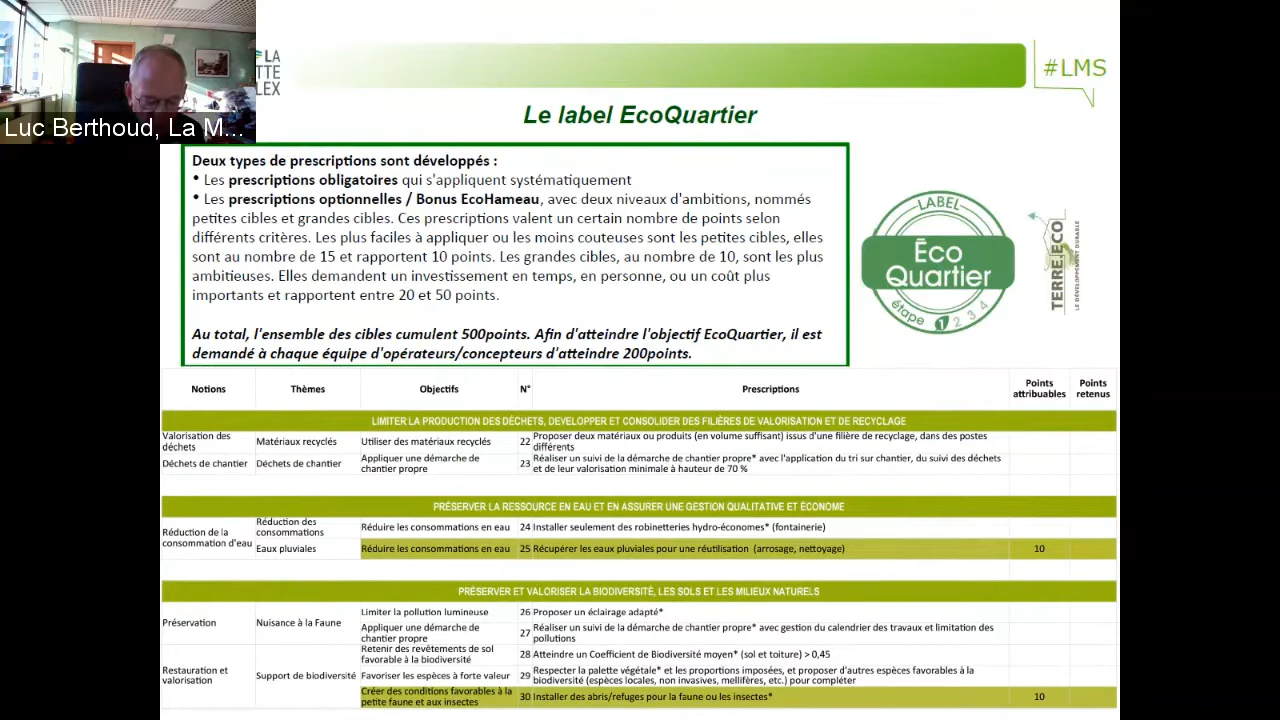 LA
TTE
LEX
#LMS
Luc Berthoud, La M...
Le label EcoQuartier
Deux types de prescriptions sont développés :
• Les prescriptions obligatoires qui s'appliquent systématiquement
• Les prescriptions optionnelles / Bonus EcoHameau, avec deux niveaux d'ambitions, nommés
petites cibles et grandes cibles. Ces prescriptions valent un certain nombre de points selon
différents critères. Les plus faciles à appliquer ou les moins couteuses sont les petites cibles, elles
sont au nombre de 15 et rapportent 10 points. Les grandes cibles, au nombre de 10, sont les plus
ambitieuses. Elles demandent un investissement en temps, en personne, ou un coût plus
importants et rapportent entre 20 et 50 points.
Au total, l'ensemble des cibles cumulent 500points. Afin d'atteindre l'objectif EcoQuartier, il est
demandé à chaque équipe d'opérateurs/concepteurs d'atteindre 200points.
LABEL
Éco
Quartier
étape 1 2 3 4
TERRE ECO
LE DÉVELOPPEMENT DURABLE
Notions Thèmes Objectifs N° Prescriptions Points attribuables Points retenus
LIMITER LA PRODUCTION DES DÉCHETS, DEVELOPPER ET CONSOLIDER DES FILIÈRES DE VALORISATION ET DE RECYCLAGE
Valorisation des déchets Matériaux recyclés Utiliser des matériaux recyclés 22 Proposer deux matériaux ou produits (en volume suffisant) issus d'une filière de recyclage, dans des postes différents
Déchets de chantier Déchets de chantier Appliquer une démarche de chantier propre 23 Réaliser un suivi de la démarche de chantier propre* avec l'application du tri sur chantier, du suivi des déchets et de leur valorisation minimale à hauteur de 70 %
PRÉSERVER LA RESSOURCE EN EAU ET EN ASSURER UNE GESTION QUALITATIVE ET ÉCONOME
Réduction de la consommation d'eau Réduction des consommations Réduire les consommations en eau 24 Installer seulement des robinetteries hydro-économes* (fontainerie)
Eaux pluviales Réduire les consommations en eau 25 Récupérer les eaux pluviales pour une réutilisation (arrosage, nettoyage) 10
PRÉSERVER ET VALORISER LA BIODIVERSITÉ, LES SOLS ET LES MILIEUX NATURELS
Préservation Nuisance à la Faune Limiter la pollution lumineuse 26 Proposer un éclairage adapté*
Appliquer une démarche de chantier propre 27 Réaliser un suivi de la démarche de chantier propre* avec gestion du calendrier des travaux et limitation des pollutions
Restauration et valorisation Support de biodiversité Retenir des revêtements de sol favorable à la biodiversité 28 Atteindre un Coefficient de Biodiversité moyen* (sol et toiture) > 0,45
Favoriser les espèces à forte valeur 29 Respecter la palette végétale* et les proportions imposées, et proposer d'autres espèces favorables à la biodiversité (espèces locales, non invasives, mellifères, etc.) pour compléter
Créer des conditions favorables à la petite faune et aux insectes 30 Installer des abris/refuges pour la faune ou les insectes* 10